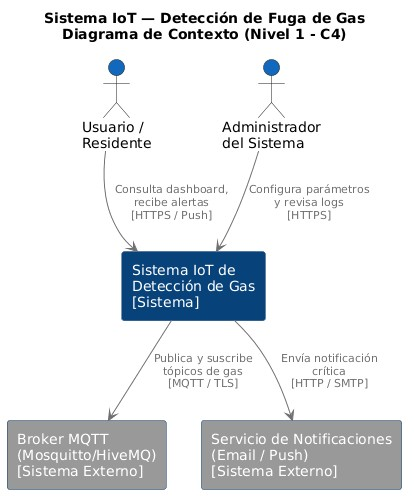 Sistema IoT — Detección de Fuga de Gas
Diagrama de Contexto (Nivel 1 - C4)
Usuario /
Residente
Administrador
del Sistema
Consulta dashboard,
recibe alertas
[HTTPS / Push]
Configura parámetros
y revisa logs
[HTTPS]
Sistema IoT de
Detección de Gas
[Sistema]
Publica y suscribe
tópicos de gas
[MQTT / TLS]
Envía notificación
crítica
[HTTP / SMTP]
Broker MQTT
(Mosquitto/HiveMQ)
[Sistema Externo]
Servicio de Notificaciones
(Email / Push)
[Sistema Externo]